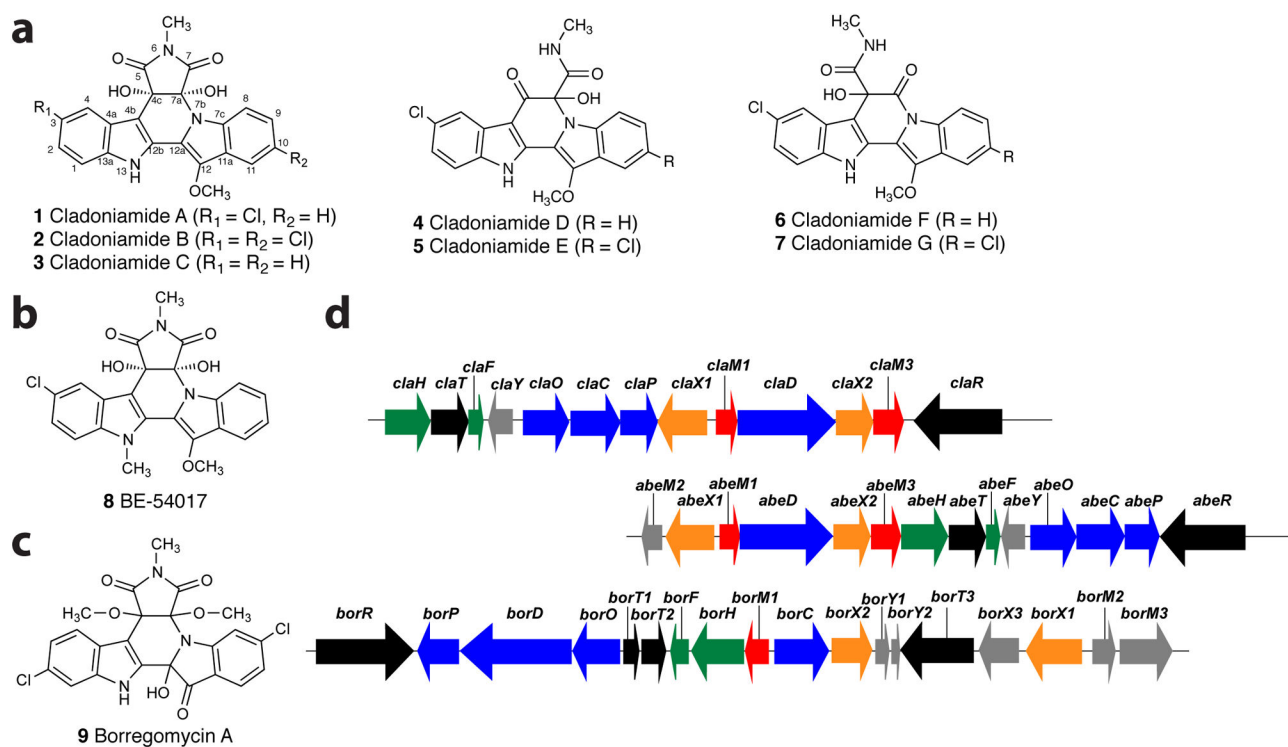 a
CH₃
N
6
O
O
5
7
HO
OH
4c
7a
R₁
4
4b
7b
N
8
3
4a
7c
9
2
12b
12a
10
13a
11a
R₂
1
13
N
H
12
11
OCH₃
1 Cladoniamide A (R₁ = Cl, R₂ = H)
2 Cladoniamide B (R₁ = R₂ = Cl)
3 Cladoniamide C (R₁ = R₂ = H)
CH₃
HN
O
O
OH
Cl
N
N
H
R
H₃CO
4 Cladoniamide D (R = H)
5 Cladoniamide E (R = Cl)
CH₃
NH
O
O
HO
Cl
N
N
H
R
H₃CO
6 Cladoniamide F (R = H)
7 Cladoniamide G (R = Cl)
b
CH₃
N
O
O
HO
OH
Cl
N
N
CH₃
OCH₃
8 BE-54017
c
CH₃
N
O
O
H₃C
O
O
CH₃
Cl
N
Cl
N
H
HO
O
9 Borregomycin A
d
claH
claT
claF
claY
claO
claC
claP
claX1
claM1
claD
claX2
claM3
claR
abeM2
abeX1
abeM1
abeD
abeX2
abeM3
abeH
abeT
abeF
abeY
abeO
abeC
abeP
abeR
borR
borP
borD
borO
borT1
borT2
borF
borH
borM1
borC
borX2
borY1
borY2
borT3
borX3
borX1
borM2
borM3